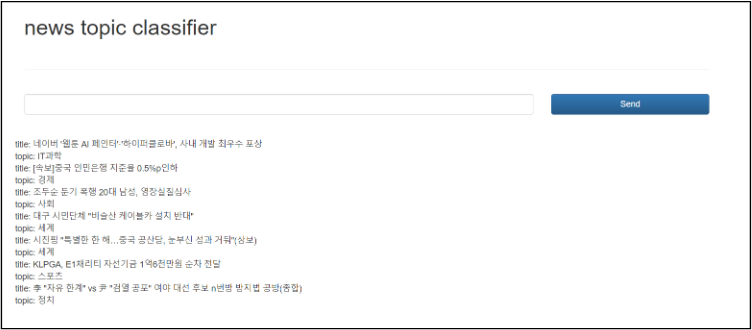 news topic classifier
Send
title: 네이버 '웹툰 AI 페인터'·'하이퍼클로바', 사내 개발 최우수 포상
topic: IT과학
title: [속보]중국 인민은행 지준율 0.5%p인하
topic: 경제
title: 조두순 둔기 폭행 20대 남성, 영장실질심사
topic: 사회
title: 대구 시민단체 "비슬산 케이블카 설치 반대"
topic: 세계
title: 시진핑 "특별한 한 해…중국 공산당, 눈부신 성과 거둬"(상보)
topic: 세계
title: KLPGA, E1채리티 자선기금 1억6천만원 순차 전달
topic: 스포츠
title: 李 "자유 한계" vs 尹 "검열 공포" 여야 대선 후보 n번방 방지법 공방(종합)
topic: 정치